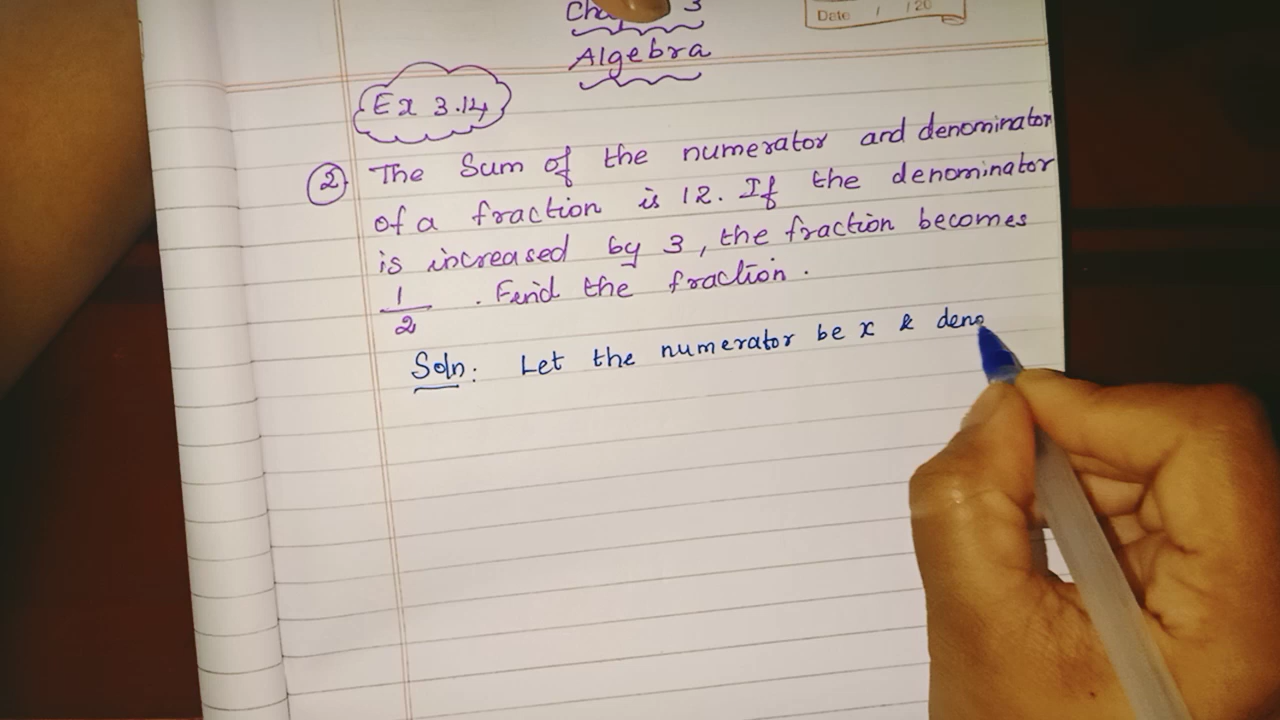 Cha 3
Algebra
Date / /20
Ex 3.14
② The Sum of the numerator and denominator
of a fraction is 12. If the denominator
is increased by 3, the fraction becomes
1/2 . Find the fraction.
Soln: Let the numerator be x & deno